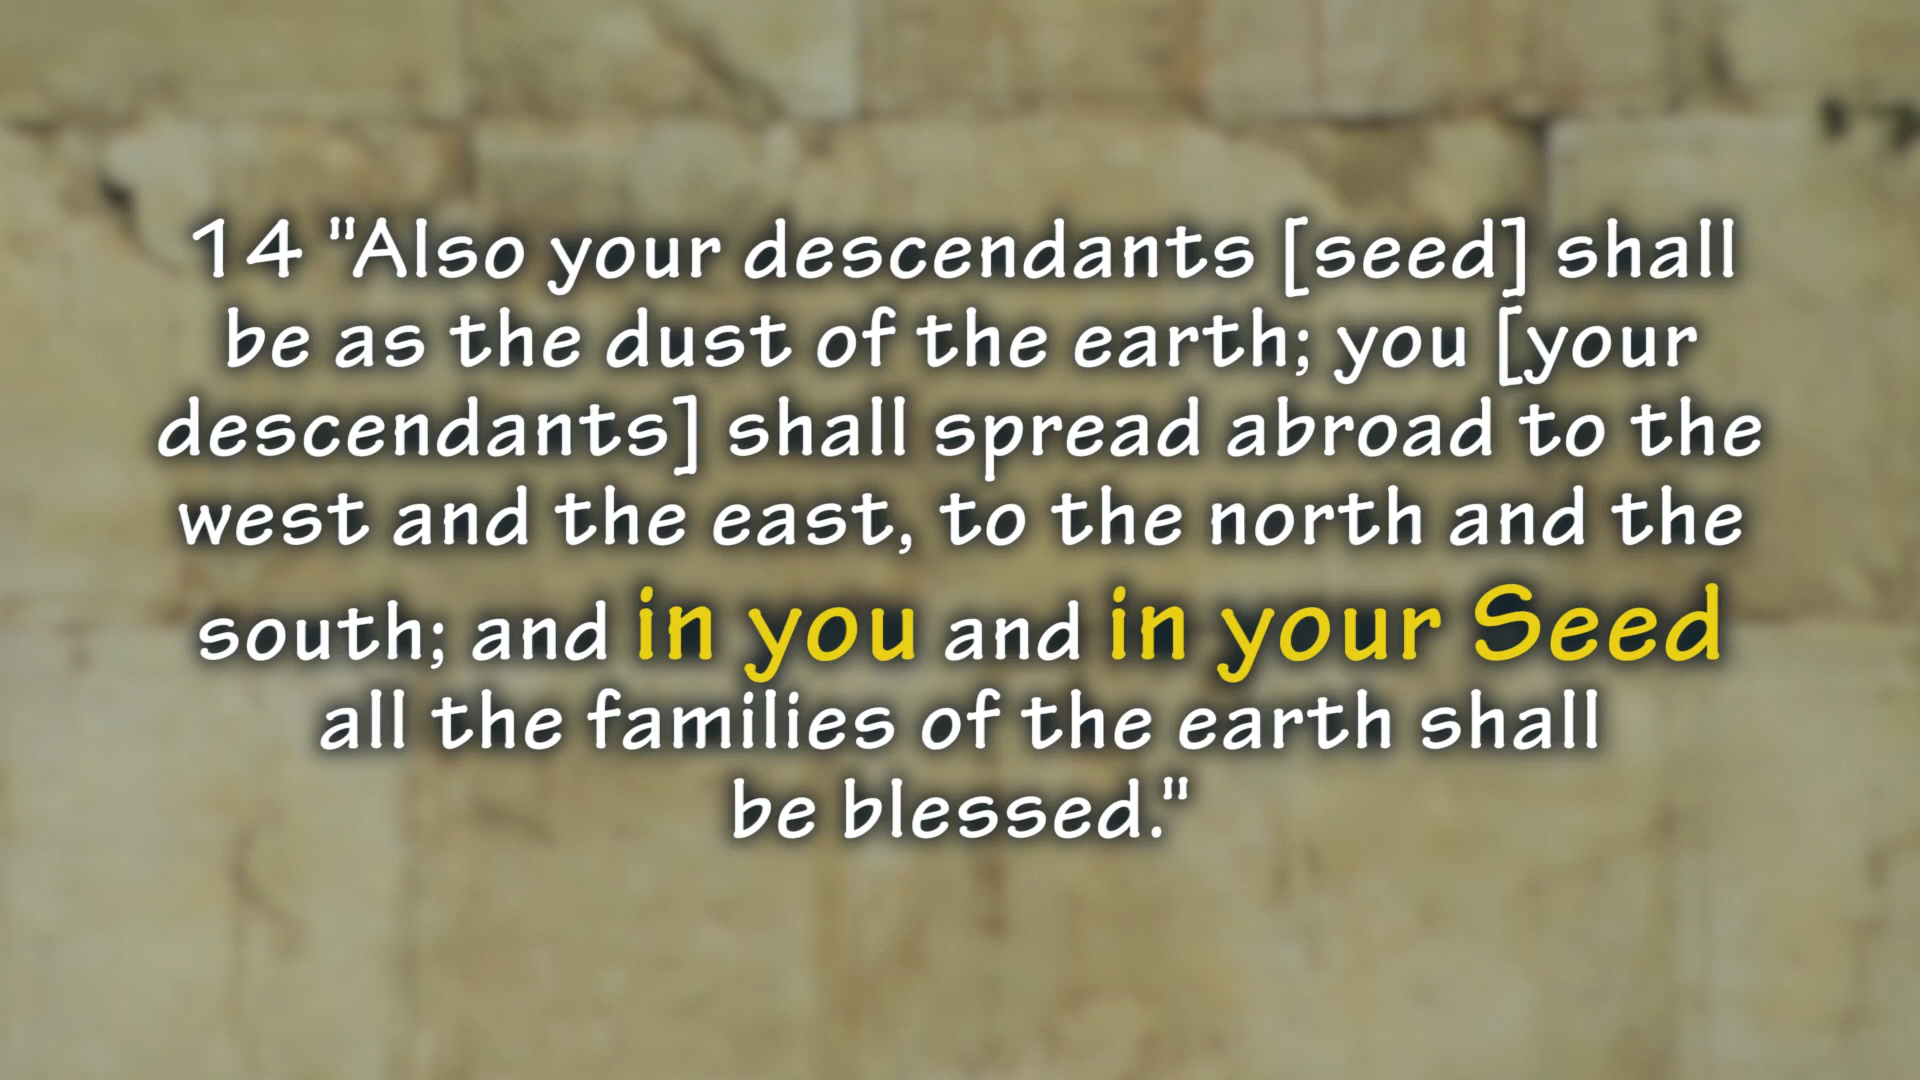 14 "Also your descendants [seed] shall
be as the dust of the earth; you [your
descendants] shall spread abroad to the
west and the east, to the north and the
south; and in you and in your Seed
all the families of the earth shall
be blessed."